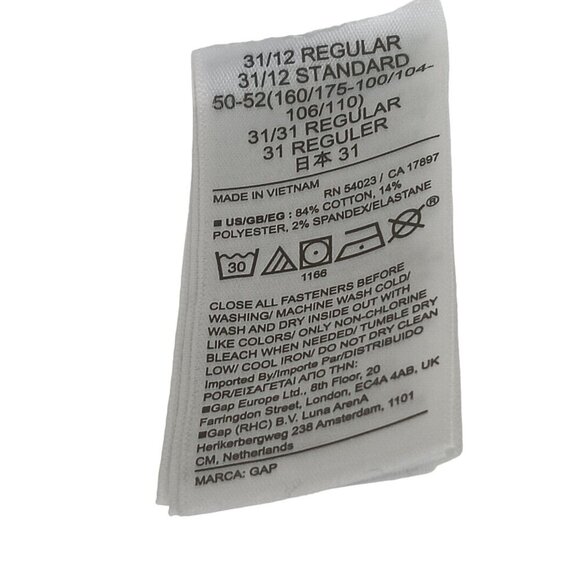 31/12 REGULAR
31/12 STANDARD
50-52(160/175-100/104-
106/110)
31/31 REGULAR
31 REGULER
日本 31
MADE IN VIETNAM RN 54023 / CA 17897
■ US/GB/EG : 84% COTTON, 14%
POLYESTER, 2% SPANDEX/ELASTANE
30 ®
1166
CLOSE ALL FASTENERS BEFORE
WASHING/ MACHINE WASH COLD/
WASH AND DRY INSIDE OUT WITH
LIKE COLORS/ ONLY NON-CHLORINE
BLEACH WHEN NEEDED/ TUMBLE DRY
LOW/ COOL IRON/ DO NOT DRY CLEAN
Imported By/Importe Par/DISTRIBUIDO
POR/ΕΙΣΑΓΕΤΑΙ ΑΠΟ ΤΗΝ:
■Gap Europe Ltd., 8th Floor, 20
Farringdon Street, London, EC4A 4AB, UK
■Gap (RHC) B.V. Luna ArenA
Herikerbergweg 238 Amsterdam, 1101
CM, Netherlands
MARCA: GAP